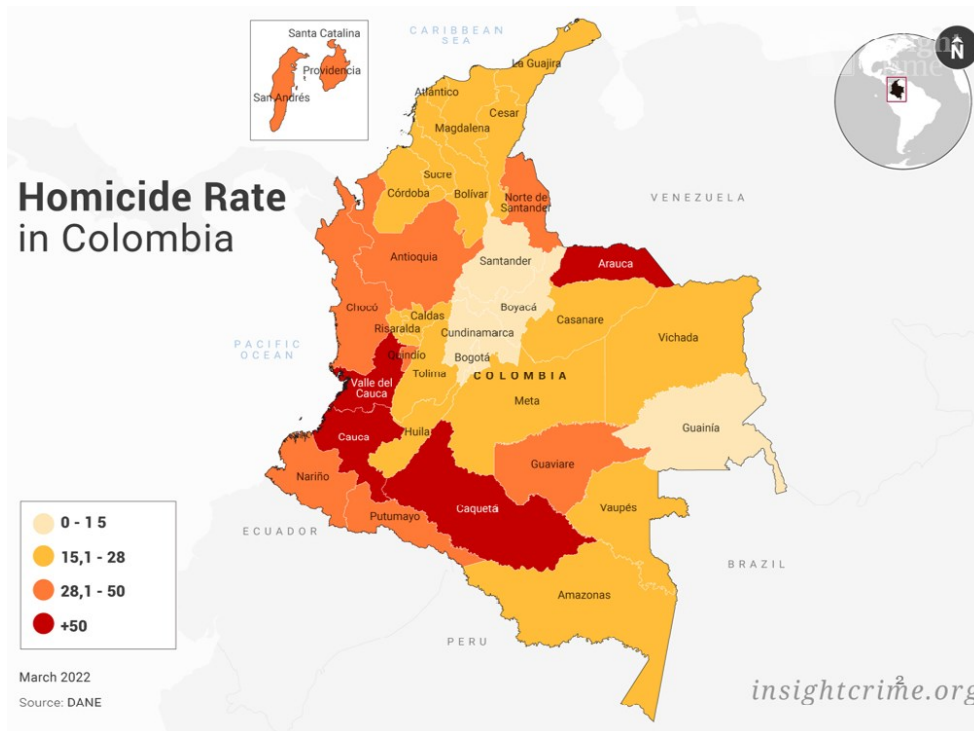 Santa Catalina
Providencia
San Andrés
CARIBBEAN
SEA
N
La Guajira
Atlántico
Cesar
Magdalena
Sucre
Córdoba
Bolívar
Norte de
Santander
VENEZUELA
Homicide Rate
in Colombia
Antioquia
Santander
Arauca
Chocó
Boyacá
Caldas
Casanare
Risaralda
Cundinamarca
Vichada
PACIFIC
OCEAN
Quindío
Bogotá
Tolima
COLOMBIA
Valle del
Cauca
Meta
Cauca
Huila
Guainía
Guaviare
Nariño
Caquetá
Vaupés
Putumayo
ECUADOR
0 - 1 5
15,1 - 28
28,1 - 50
+50
BRAZIL
Amazonas
PERU
March 2022
Source: DANE
2
insightcrime.org